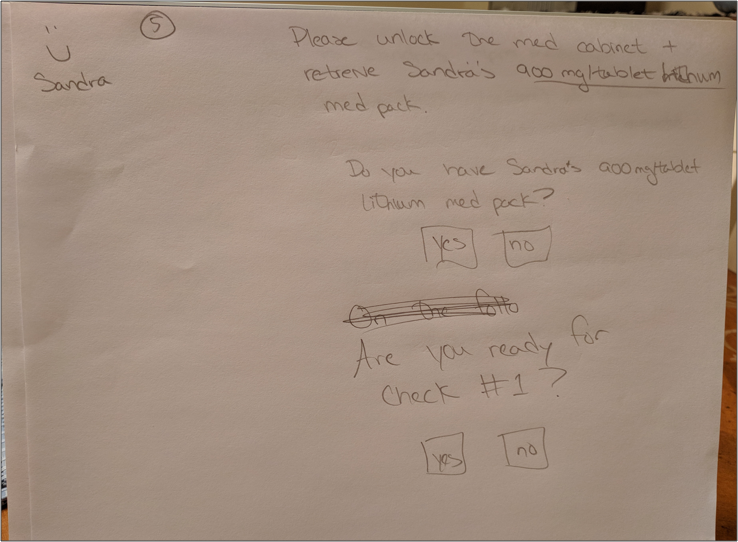 Sandra
5
Please unlock the med cabinet +
retrieve Sandra's 900 mg/tablet lithium
med pack.
Do you have Sandra's 900mg/tablet
lithium med pack?
yes no
On the follo
Are you ready for
check #1?
yes no